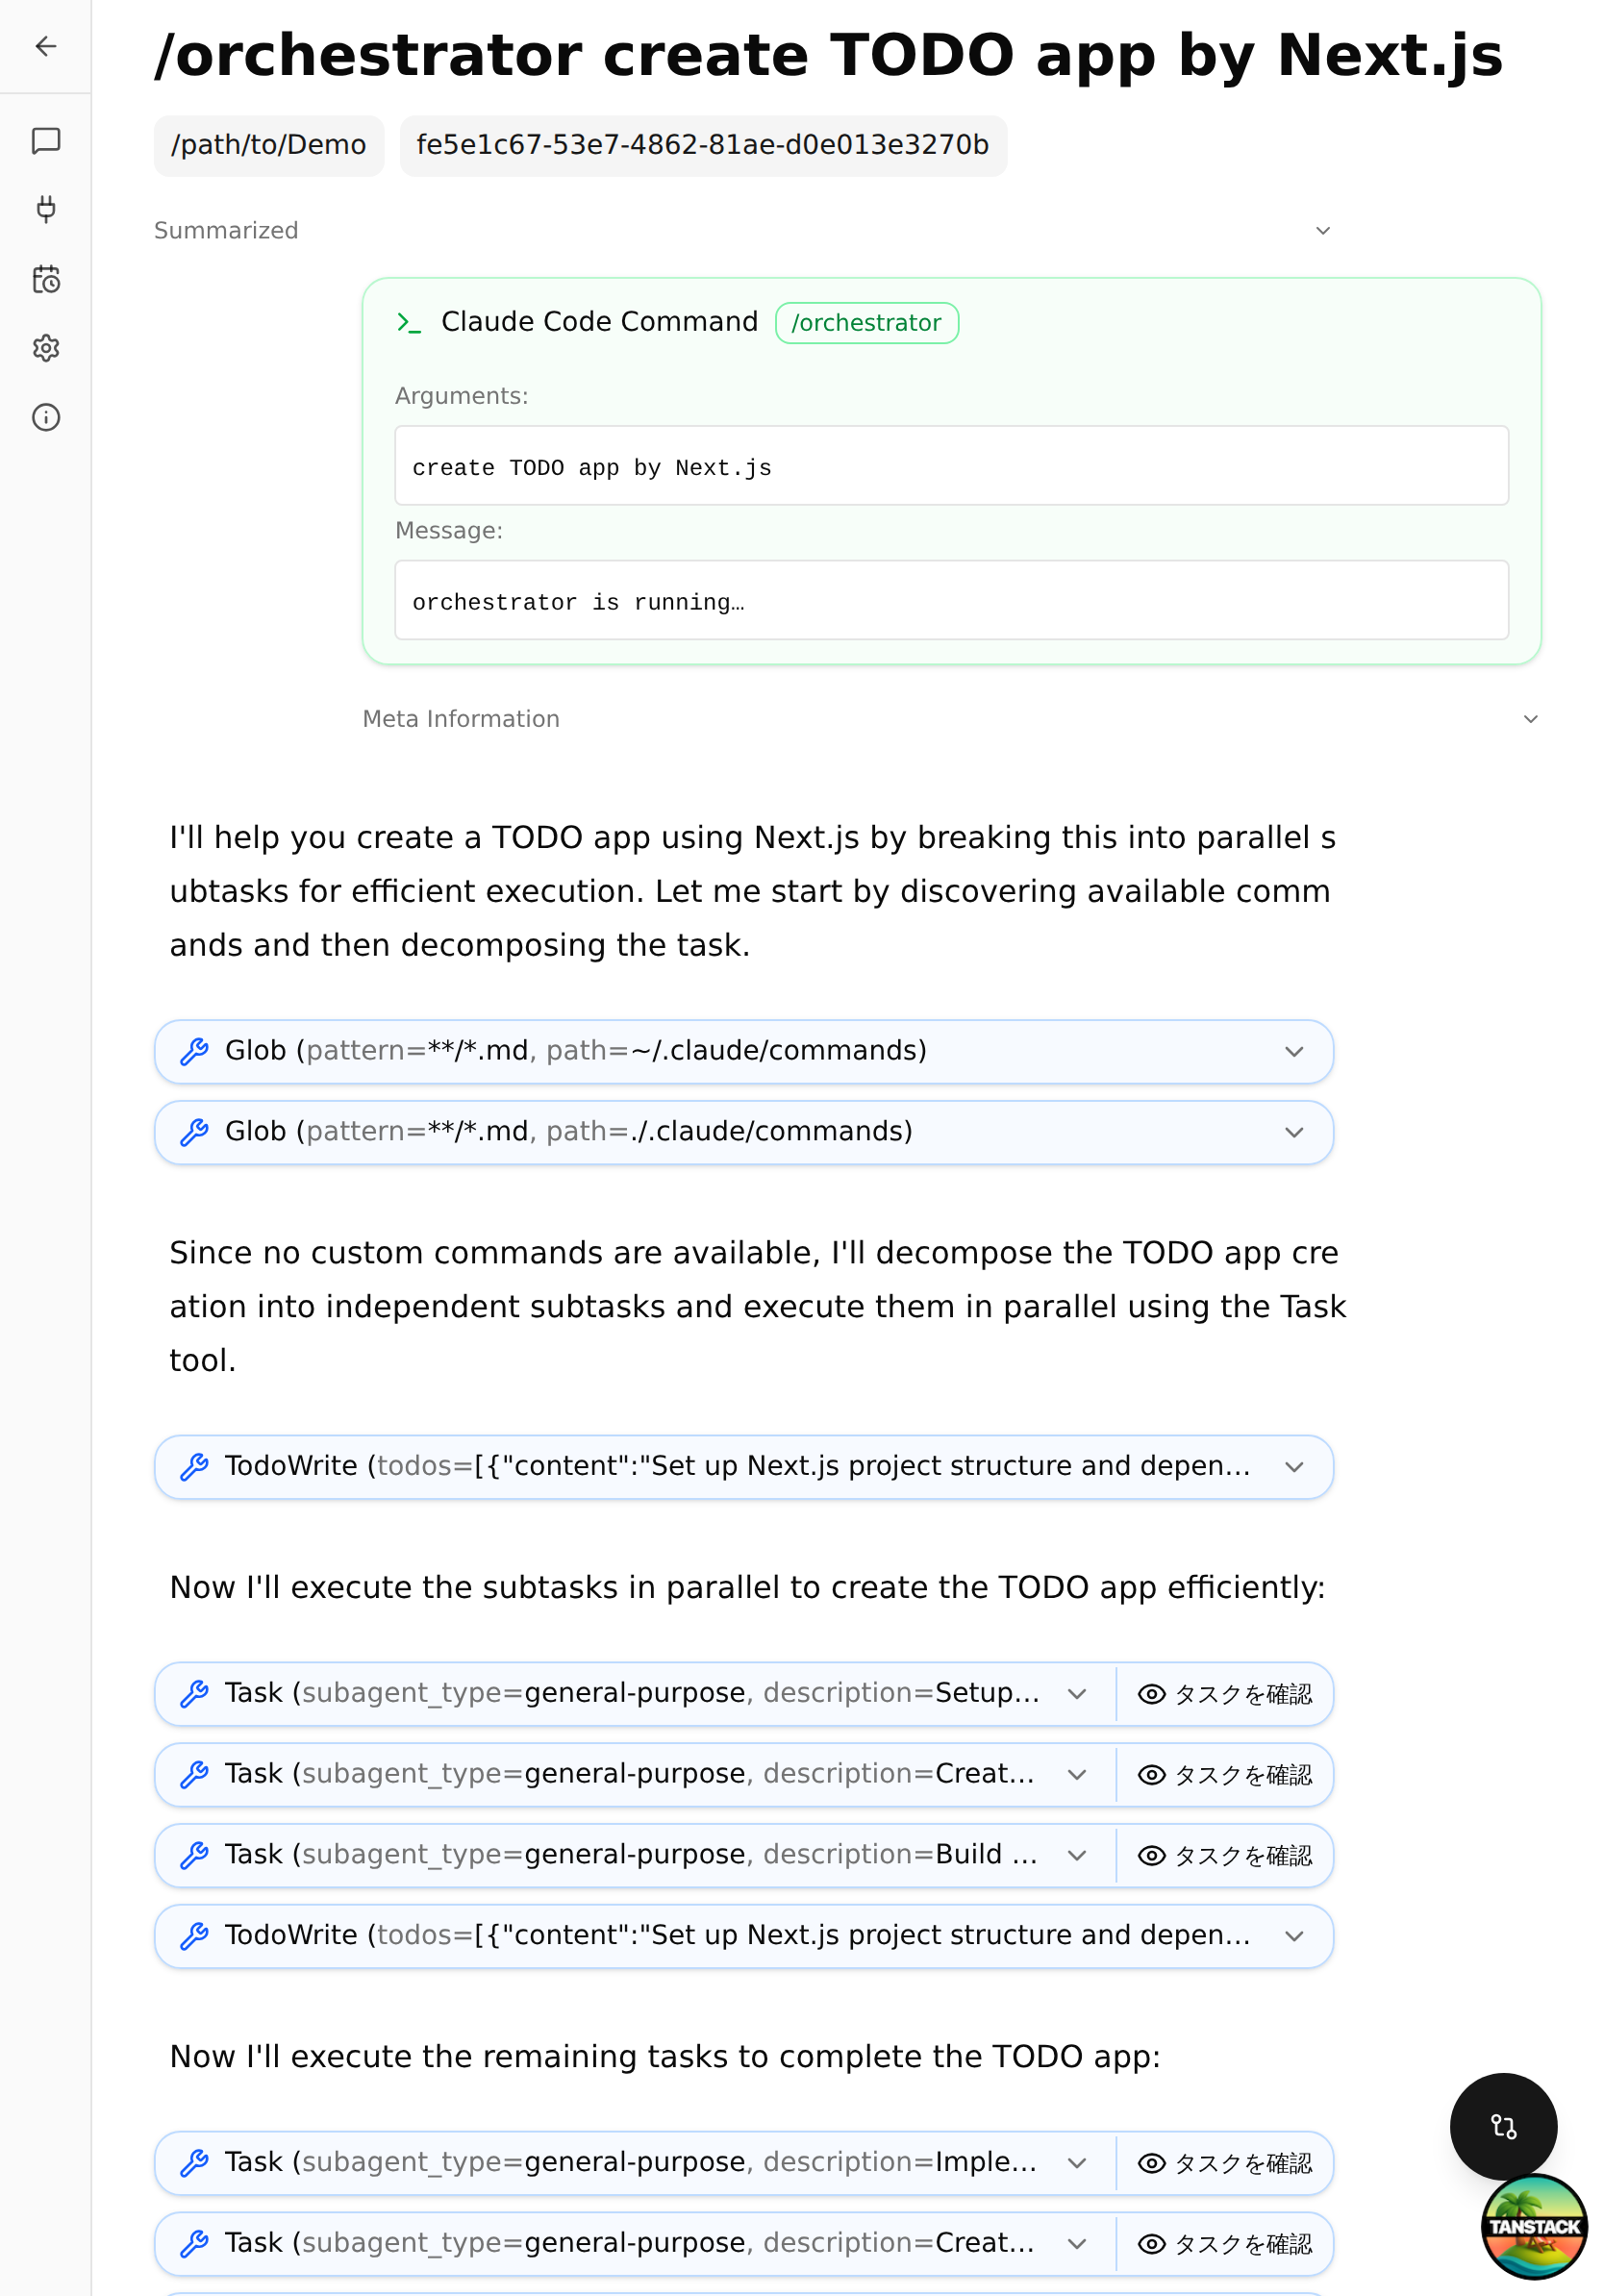 /orchestrator create TODO app by Next.js
/path/to/Demo
fe5e1c67-53e7-4862-81ae-d0e013e3270b
Summarized
Claude Code Command
/orchestrator
Arguments:
create TODO app by Next.js
Message:
orchestrator is running…
Meta Information
I'll help you create a TODO app using Next.js by breaking this into parallel s
ubtasks for efficient execution. Let me start by discovering available comm
ands and then decomposing the task.
Glob (pattern=**/*.md, path=~/.claude/commands)
Glob (pattern=**/*.md, path=./.claude/commands)
Since no custom commands are available, I'll decompose the TODO app cre
ation into independent subtasks and execute them in parallel using the Task
tool.
TodoWrite (todos=[{"content":"Set up Next.js project structure and depen...
Now I'll execute the subtasks in parallel to create the TODO app efficiently:
Task (subagent_type=general-purpose, description=Setup... タスクを確認
Task (subagent_type=general-purpose, description=Creat... タスクを確認
Task (subagent_type=general-purpose, description=Build ... タスクを確認
TodoWrite (todos=[{"content":"Set up Next.js project structure and depen...
Now I'll execute the remaining tasks to complete the TODO app:
Task (subagent_type=general-purpose, description=Imple... タスクを確認
Task (subagent_type=general-purpose, description=Creat... タスクを確認
TANSTACK